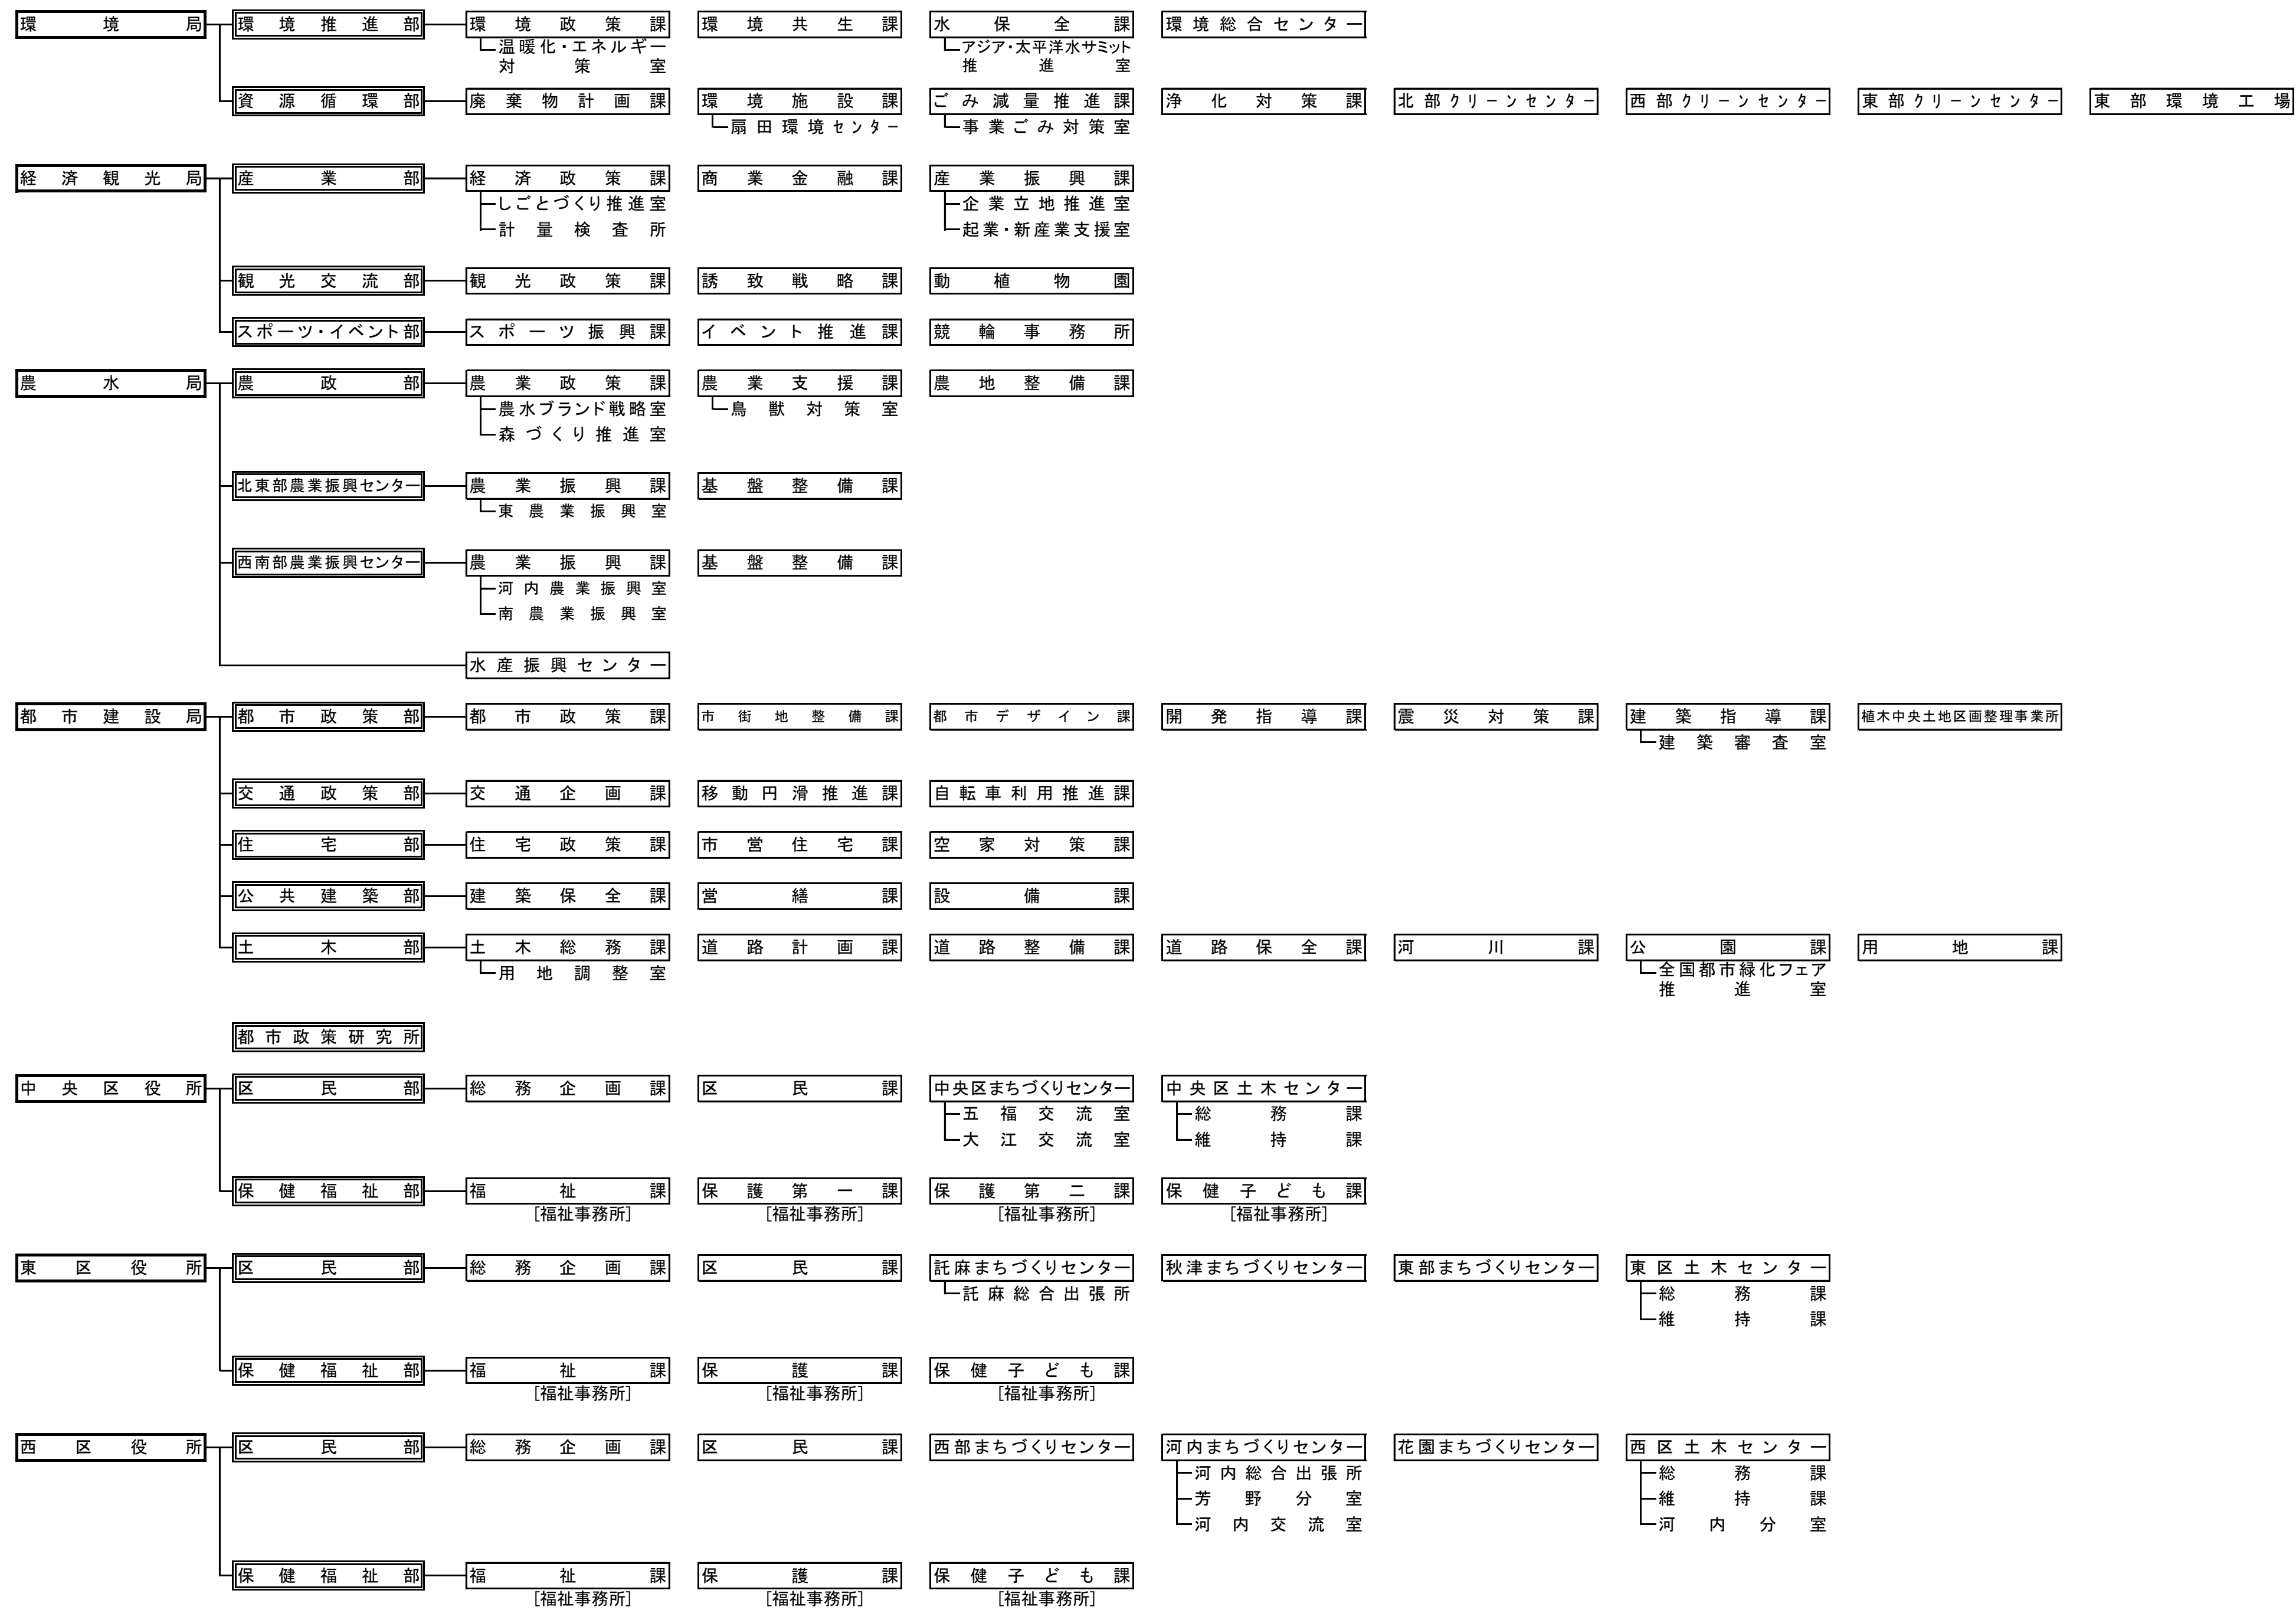 環境局 環境推進部 環境政策課 環境共生課 水保全課 環境総合センター
温暖化・エネルギー アジア・太平洋水サミット
対策室 推進室
資源循環部 廃棄物計画課 環境施設課 ごみ減量推進課 浄化対策課 北部クリーンセンター 西部クリーンセンター 東部クリーンセンター 東部環境工場
扇田環境センター 事業ごみ対策室
経済観光局 産業部 経済政策課 商業金融課 産業振興課
しごとづくり推進室 企業立地推進室
計量検査所 起業・新産業支援室
観光交流部 観光政策課 誘致戦略課 動植物園
スポーツ・イベント部 スポーツ振興課 イベント推進課 競輪事務所
農水局 農政部 農業政策課 農業支援課 農地整備課
農水ブランド戦略室 鳥獣対策室
森づくり推進室
北東部農業振興センター 農業振興課 基盤整備課
東農業振興室
西南部農業振興センター 農業振興課 基盤整備課
河内農業振興室
南農業振興室
水産振興センター
都市建設局 都市政策部 都市政策課 市街地整備課 都市デザイン課 開発指導課 震災対策課 建築指導課 植木中央土地区画整理事業所
建築審査室
交通政策部 交通企画課 移動円滑推進課 自転車利用推進課
住宅部 住宅政策課 市営住宅課 空家対策課
公共建築部 建築保全課 営繕課 設備課
土木部 土木総務課 道路計画課 道路整備課 道路保全課 河川課 公園課 用地課
用地調整室 全国都市緑化フェア
推進室
都市政策研究所
中央区役所 区民部 総務企画課 区民課 中央区まちづくりセンター 中央区土木センター
五福交流室 総務課
大江交流室 維持課
保健福祉部 福祉課 保護第一課 保護第二課 保健子ども課
[福祉事務所] [福祉事務所] [福祉事務所] [福祉事務所]
東区役所 区民部 総務企画課 区民課 託麻まちづくりセンター 秋津まちづくりセンター 東部まちづくりセンター 東区土木センター
託麻総合出張所 総務課
維持課
保健福祉部 福祉課 保護課 保健子ども課
[福祉事務所] [福祉事務所] [福祉事務所]
西区役所 区民部 総務企画課 区民課 西部まちづくりセンター 河内まちづくりセンター 花園まちづくりセンター 西区土木センター
河内総合出張所 総務課
芳野分室 維持課
河内交流室 河内分室
保健福祉部 福祉課 保護課 保健子ども課
[福祉事務所] [福祉事務所] [福祉事務所]